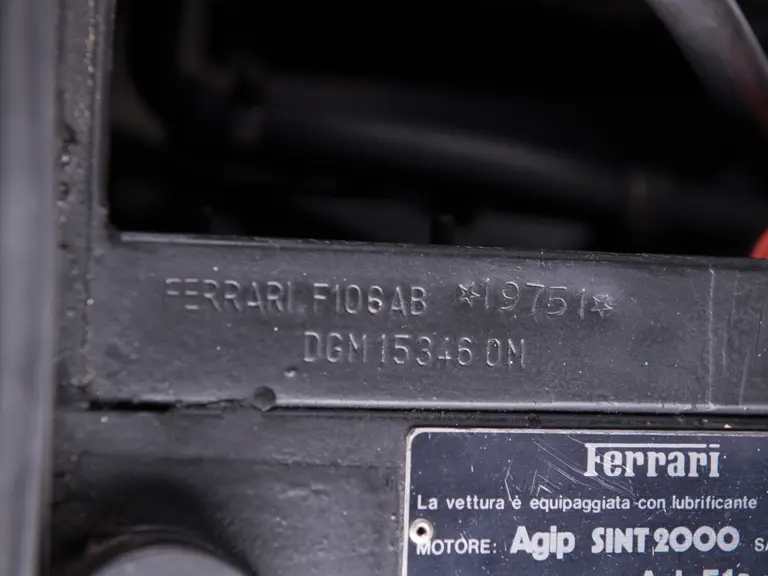 FERRARI F106AB ☆19751☆
DGM 15346 OM
Ferrari
La vettura è equipaggiata con lubrificante
MOTORE: Agip SINT 2000